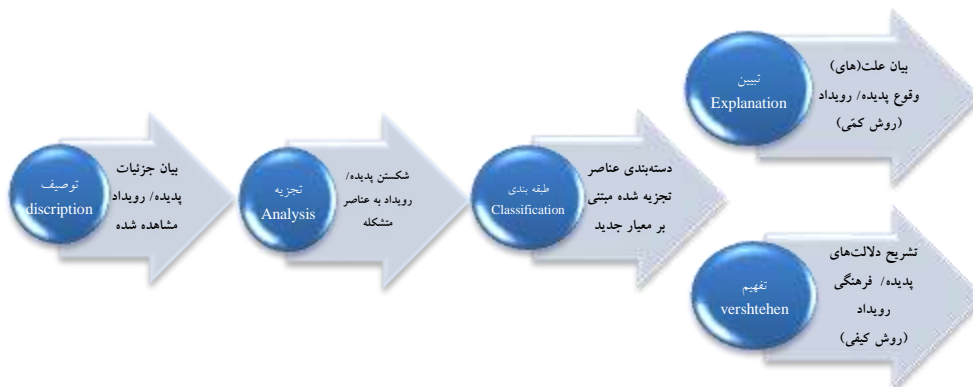 توصیف
discription
بیان جزئیات
پدیده/ رویداد
مشاهده شده
تجزیه
Analysis
شکستن پدیده/
رویداد به عناصر
متشکله
طبقه بندی
Classification
دسته‌بندی عناصر
تجزیه شده مبتنی
بر معیار جدید
تبیین
Explanation
بیان علت(های)
وقوع پدیده/ رویداد
(روش کمّی)
تفهیم
vershtehen
تشریح دلالت‌های
پدیده/ فرهنگی
رویداد
(روش کیفی)